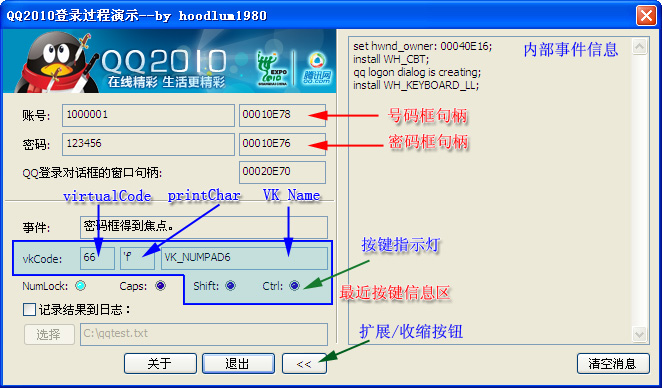 QQ2010登录过程演示--by hoodlum1980
QQ2010
在线精彩 生活更精彩
EXPO
2010
SHANGHAI CHINA
腾讯网
账号: 1000001 00010E78
号码框句柄
密码: 123456 00010E76
密码框句柄
QQ登录对话框的窗口句柄: 00020E70
virtualCode printChar VK Name
事件: 密码框得到焦点。
vkCode: 66 'f' VK_NUMPAD6
NumLock: Caps: Shift: Ctrl:
记录结果到日志：
选择 C:\qqtest.txt
关于 退出 <<
set hwnd_owner: 00040E16;
install WH_CBT;
qq logon dialog is creating;
install WH_KEYBOARD_LL;
内部事件信息
按键指示灯
最近按键信息区
扩展/收缩按钮
清空消息